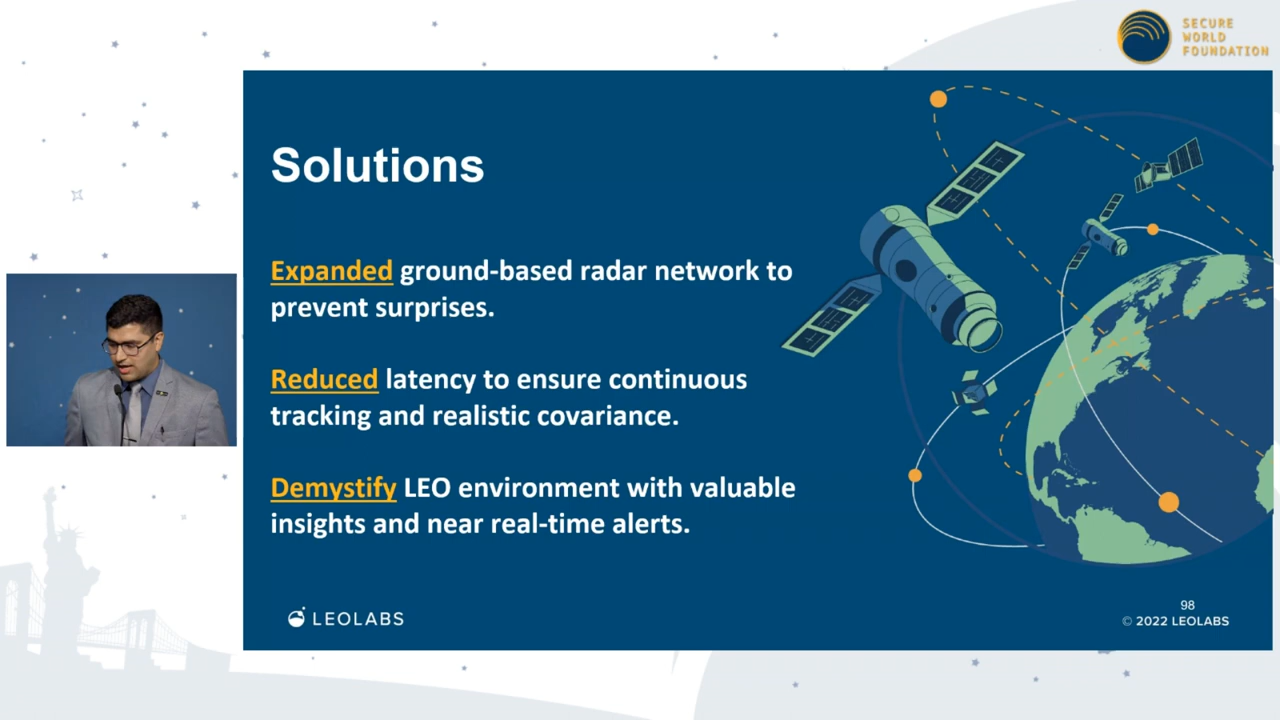 SECURE
WORLD
FOUNDATION
Solutions
Expanded ground-based radar network to
prevent surprises.
Reduced latency to ensure continuous
tracking and realistic covariance.
Demystify LEO environment with valuable
insights and near real-time alerts.
LEOLABS
98
© 2022 LEOLABS